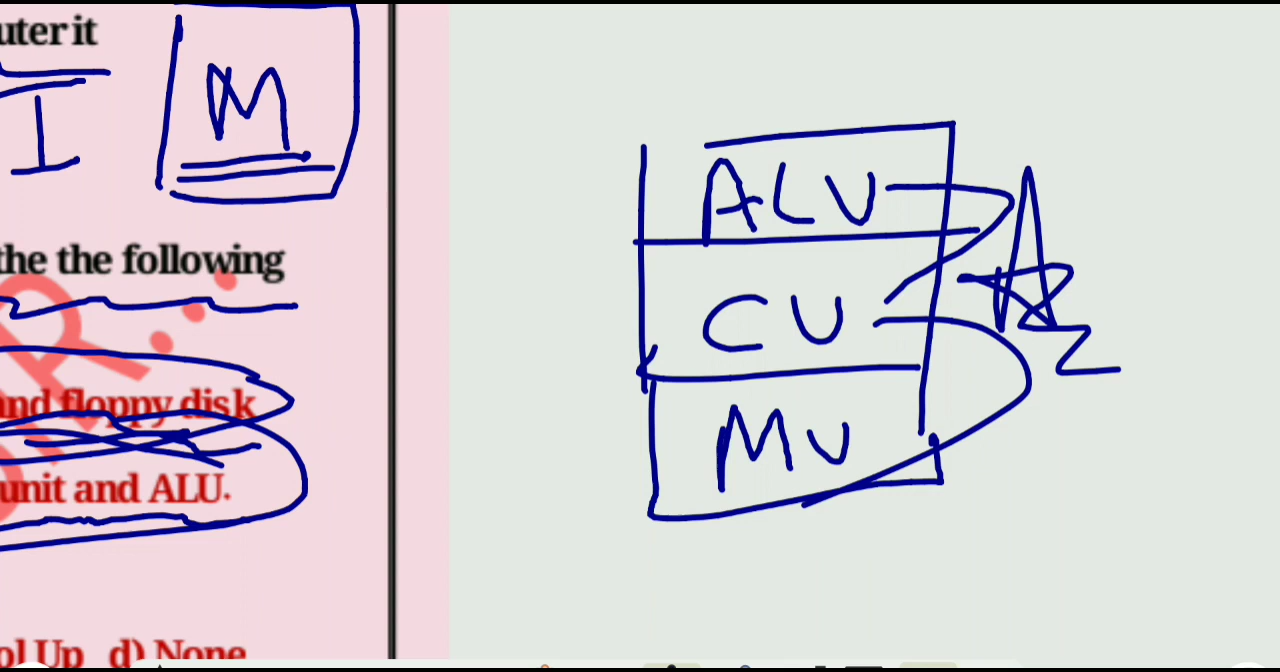 uter it
I
M
the the following
and floppy disk
unit and ALU.
ol Up d) None
ALU
CU
MU